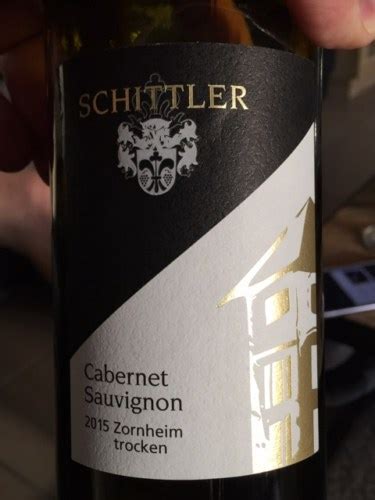 SCHITTLER
Cabernet
Sauvignon
2015 Zornheim
trocken